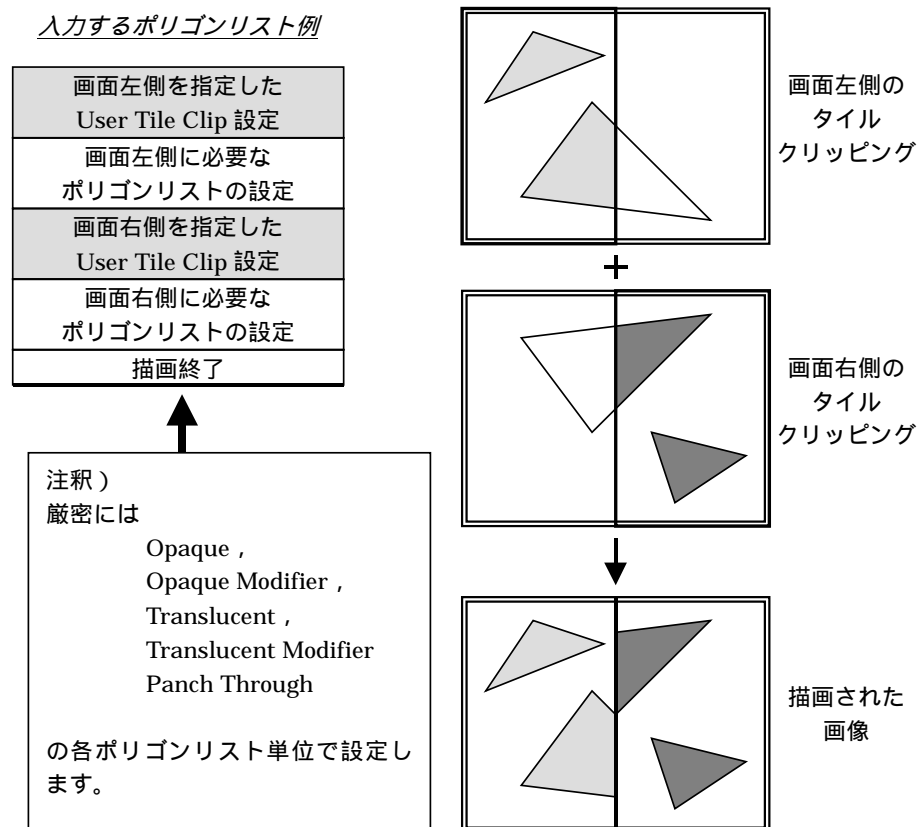 入力するポリゴンリスト例
画面左側を指定した
User Tile Clip 設定
画面左側に必要な
ポリゴンリストの設定
画面右側を指定した
User Tile Clip 設定
画面右側に必要な
ポリゴンリストの設定
描画終了
注釈)
厳密には
Opaque ,
Opaque Modifier ,
Translucent ,
Translucent Modifier
Panch Through
の各ポリゴンリスト単位で設定し
ます。
画面左側の
タイル
クリッピング
画面右側の
タイル
クリッピング
描画された
画像